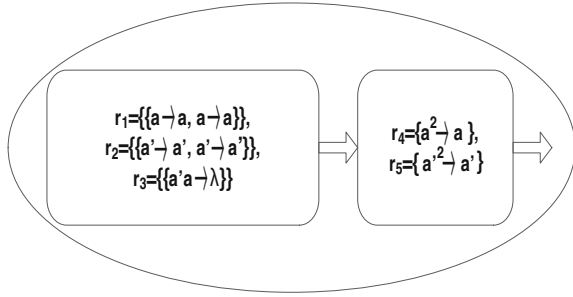 r₁={{a→a, a→a}},
r₂={{a'→a', a'→a'}},
r₃={{a'a→λ}}
r₄={a²→a },
r₅={ a'²→a' }